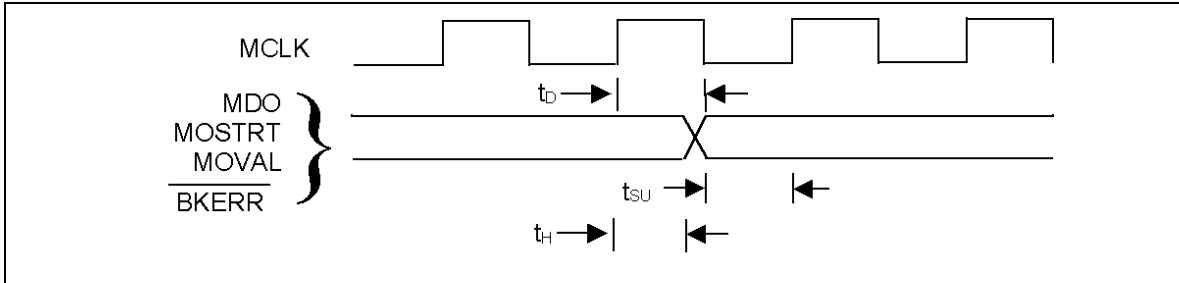 MCLK
tD
MDO
MOSTRT
MOVAL
BKERR
tSU
tH